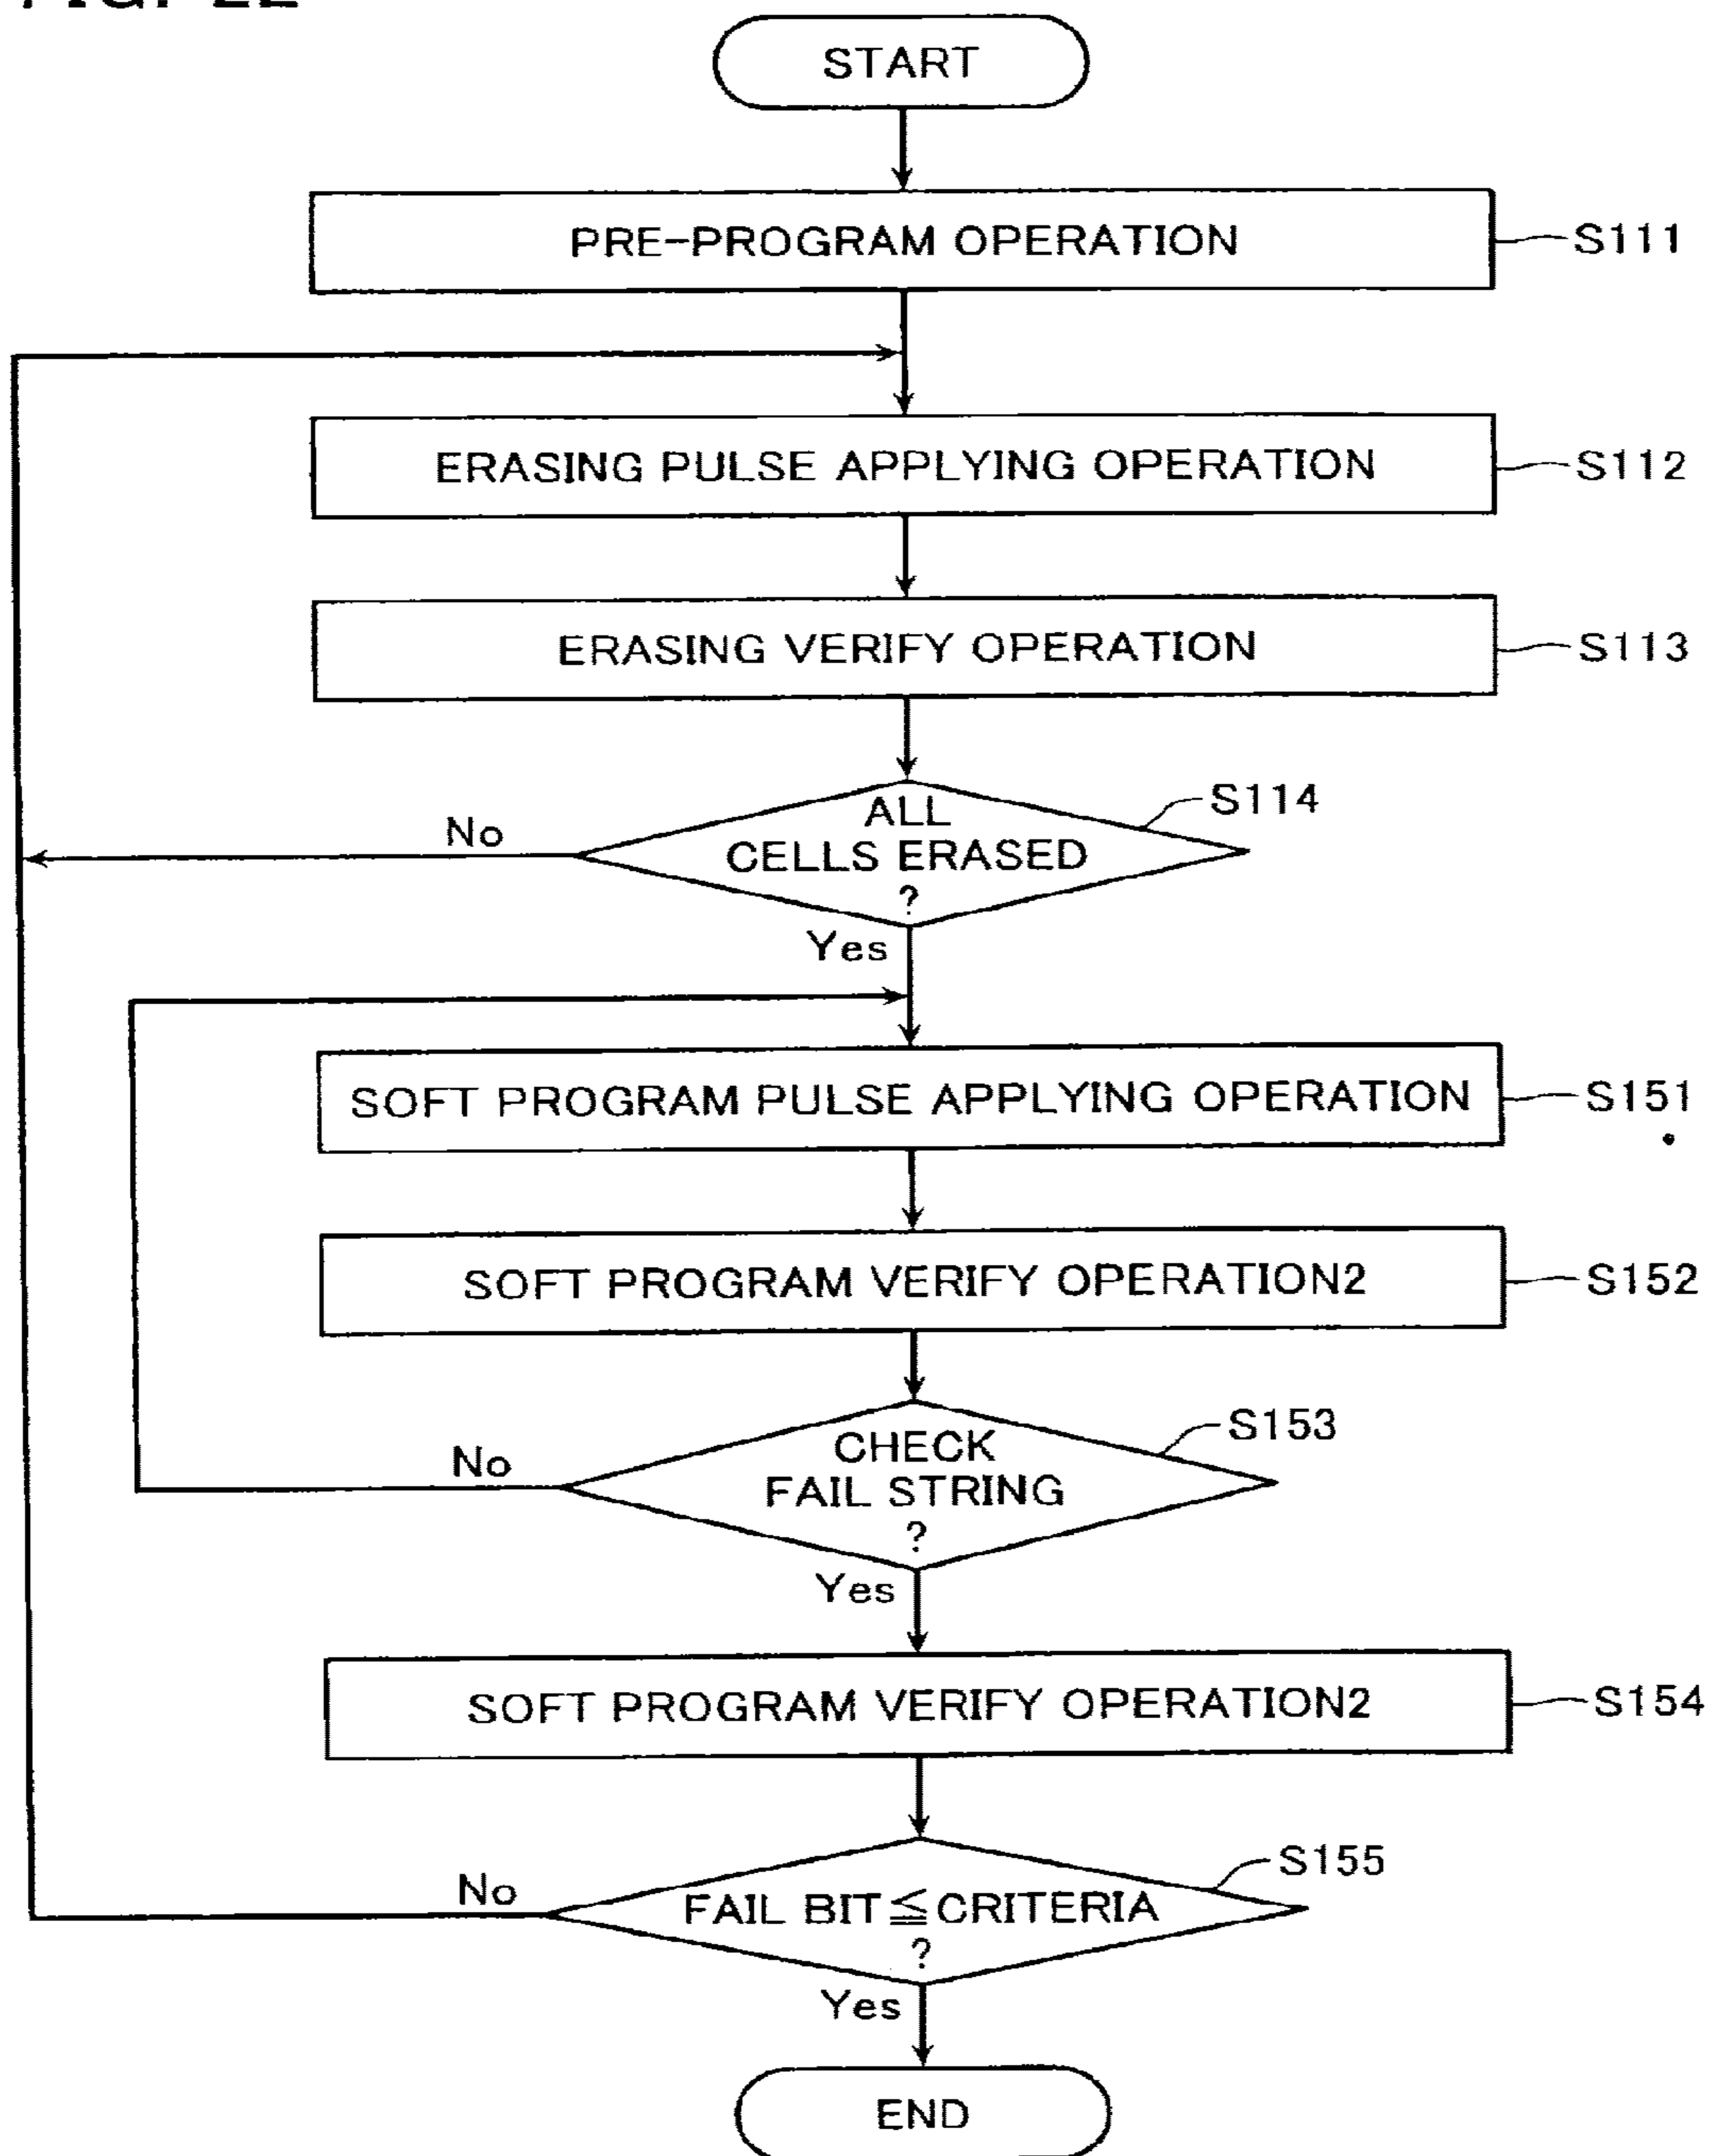 START
PRE-PROGRAM OPERATION
S111
ERASING PULSE APPLYING OPERATION
S112
ERASING VERIFY OPERATION
S113
S114
ALL
CELLS ERASED
?
No
Yes
SOFT PROGRAM PULSE APPLYING OPERATION
S151
SOFT PROGRAM VERIFY OPERATION2
S152
S153
CHECK
FAIL STRING
?
No
Yes
SOFT PROGRAM VERIFY OPERATION2
S154
S155
FAIL BIT≦CRITERIA
?
No
Yes
END